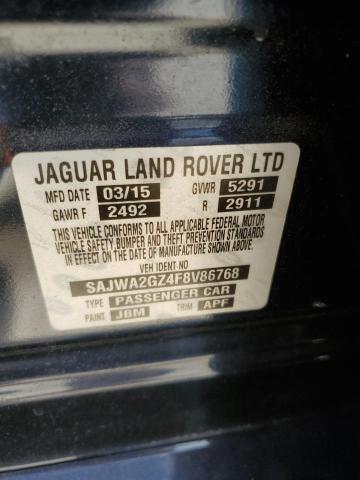 JAGUAR LAND ROVER LTD
MFD DATE 03/15 GVWR 5291
GAWR F 2492 R 2911
THIS VEHICLE CONFORMS TO ALL APPLICABLE FEDERAL MOTOR
VEHICLE SAFETY, BUMPER AND THEFT PREVENTION STANDARDS
IN EFFECT ON THE DATE OF MANUFACTURE SHOWN ABOVE.
VEH IDENT NO
SAJWA2GZ4F8V86768
TYPE PASSENGER CAR
PAINT JBM TRIM APF